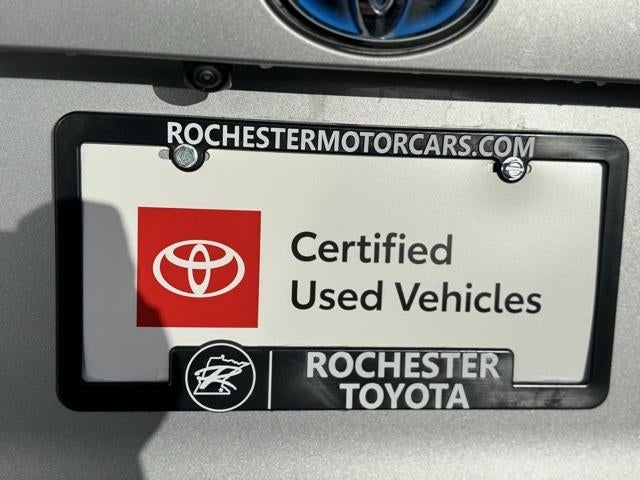 ROCHESTERMOTORCARS.COM
Certified
Used Vehicles
ROCHESTER
TOYOTA